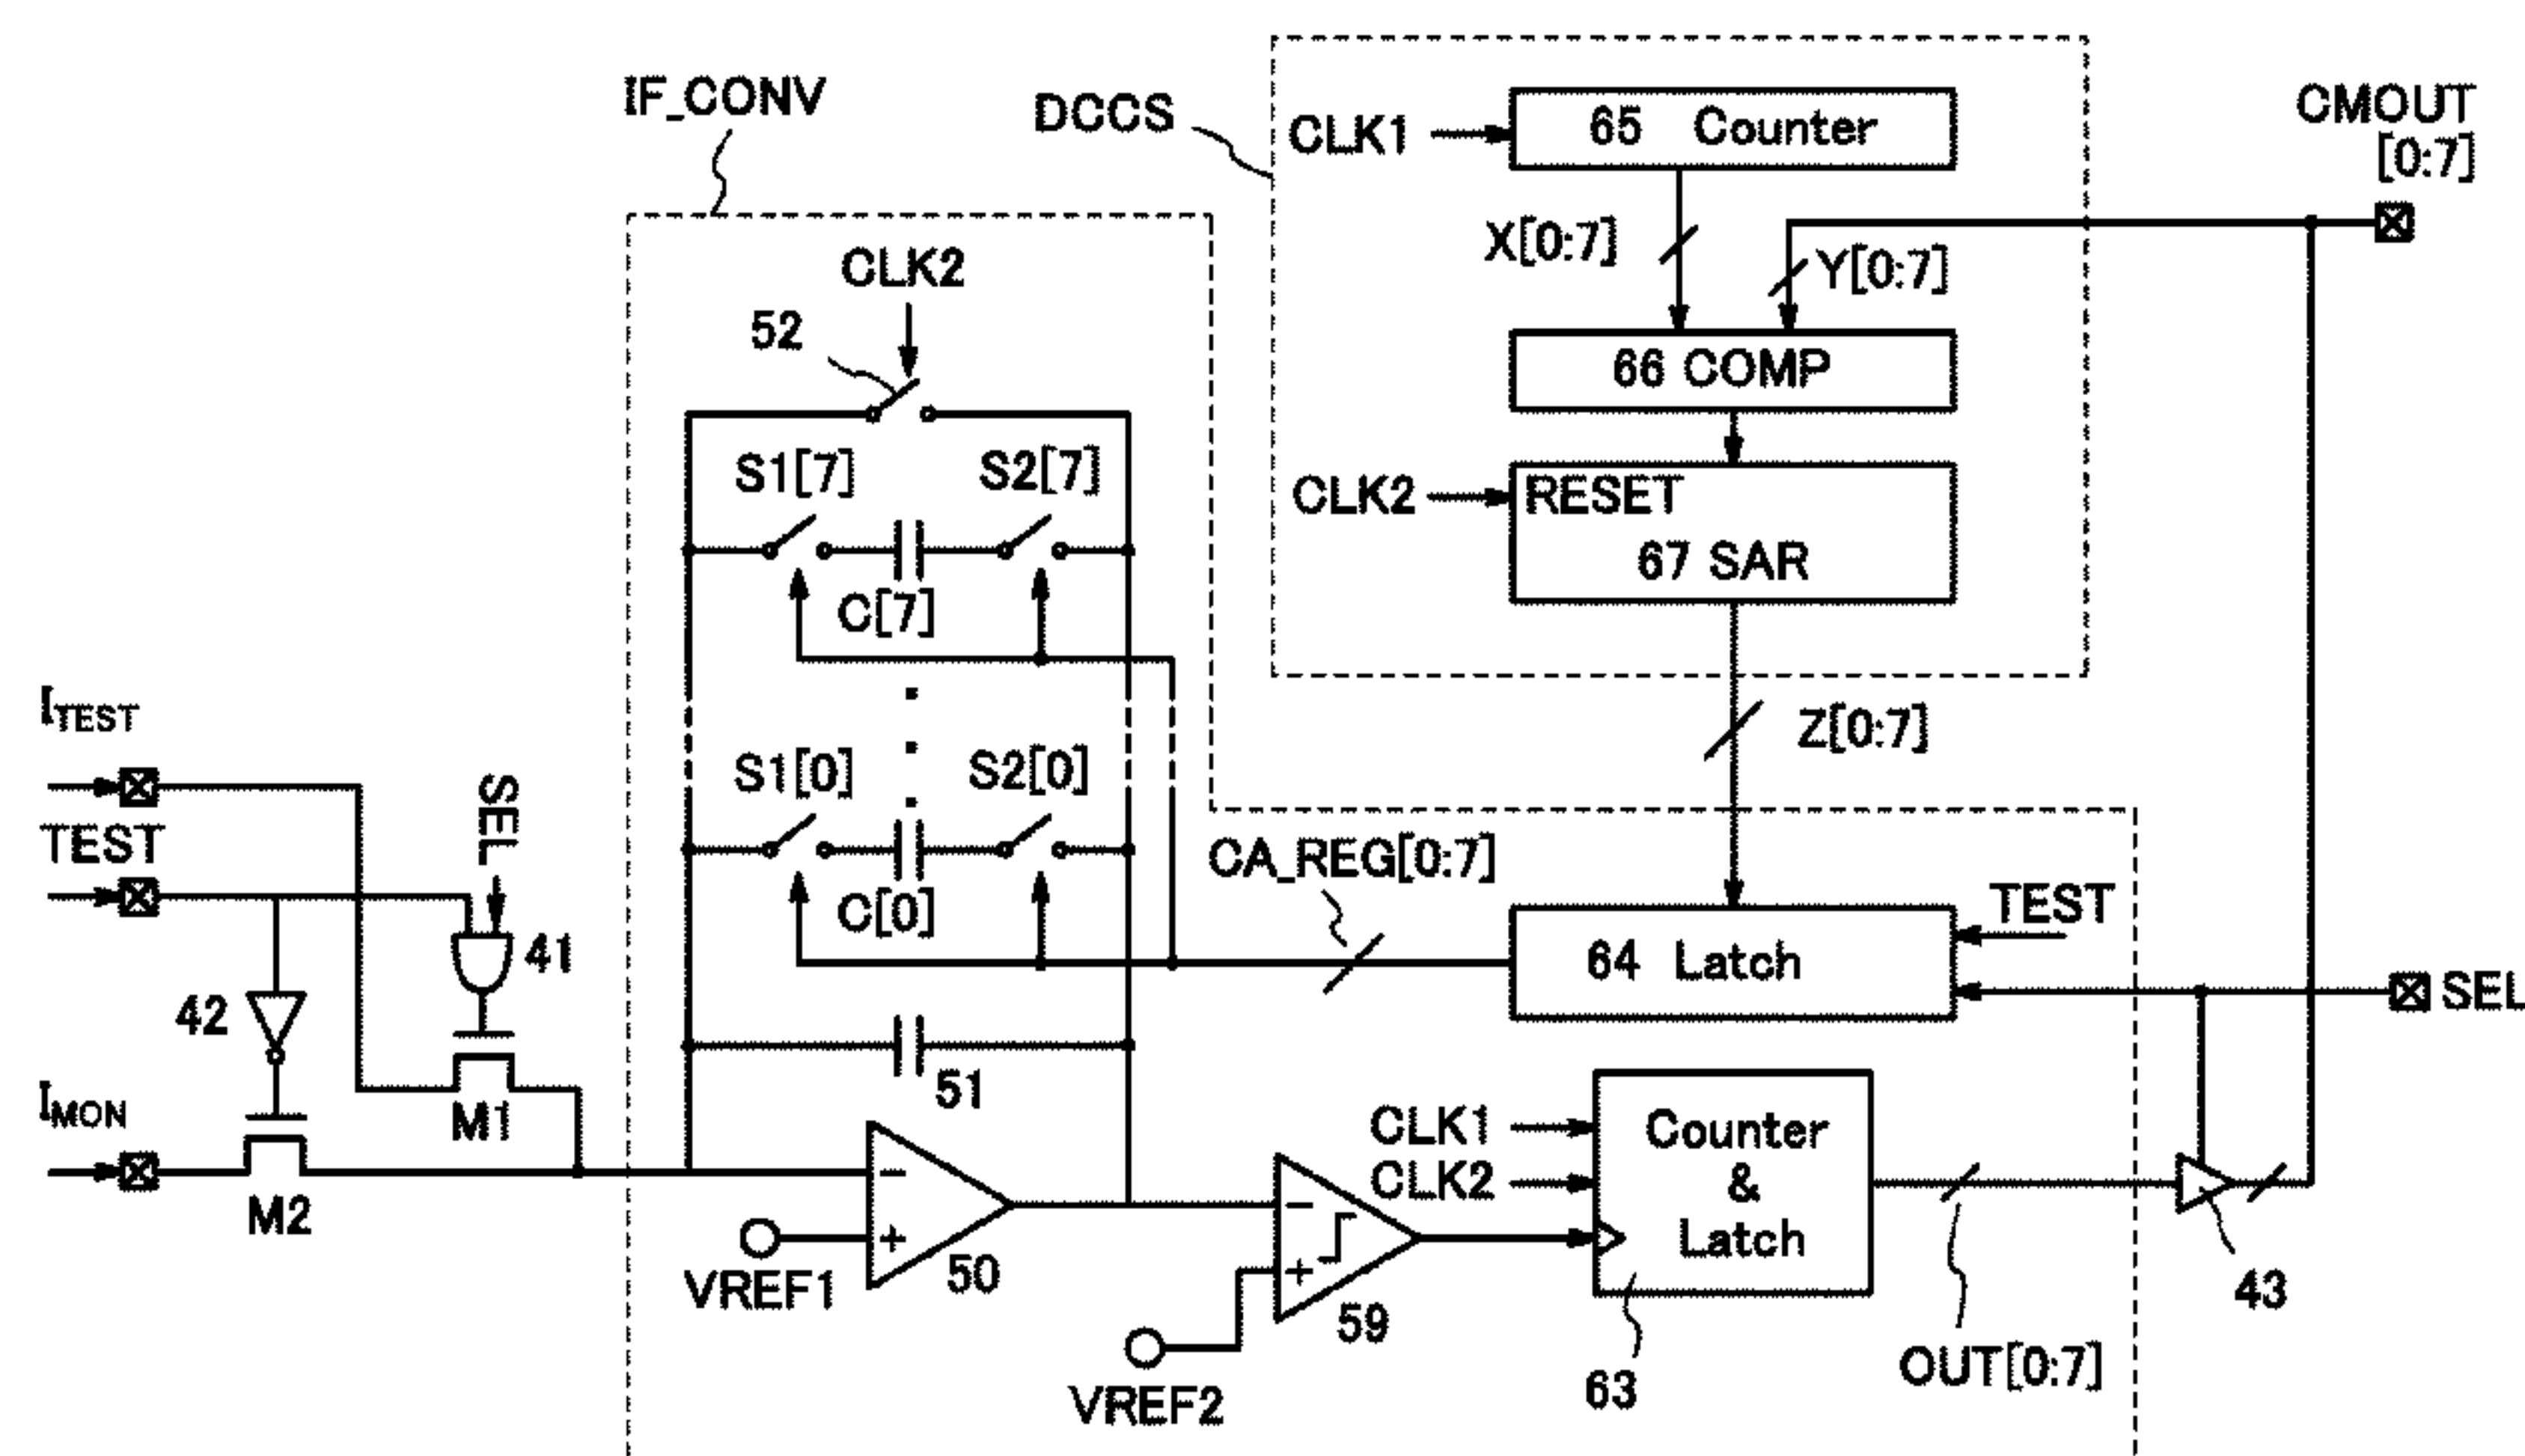 IF_CONV
DCCS
CLK1
65 Counter
CMOUT
[0:7]
X[0:7]
Y[0:7]
CLK2
52
66 COMP
S1[7]
S2[7]
CLK2
RESET
67 SAR
C[7]
Z[0:7]
ITEST
SEL
TEST
S1[0]
S2[0]
CA_REG[0:7]
C[0]
41
42
64 Latch
TEST
SEL
IMON
M1
M2
51
50
VREF1
CLK1
CLK2
Counter
&
Latch
59
63
VREF2
OUT[0:7]
43